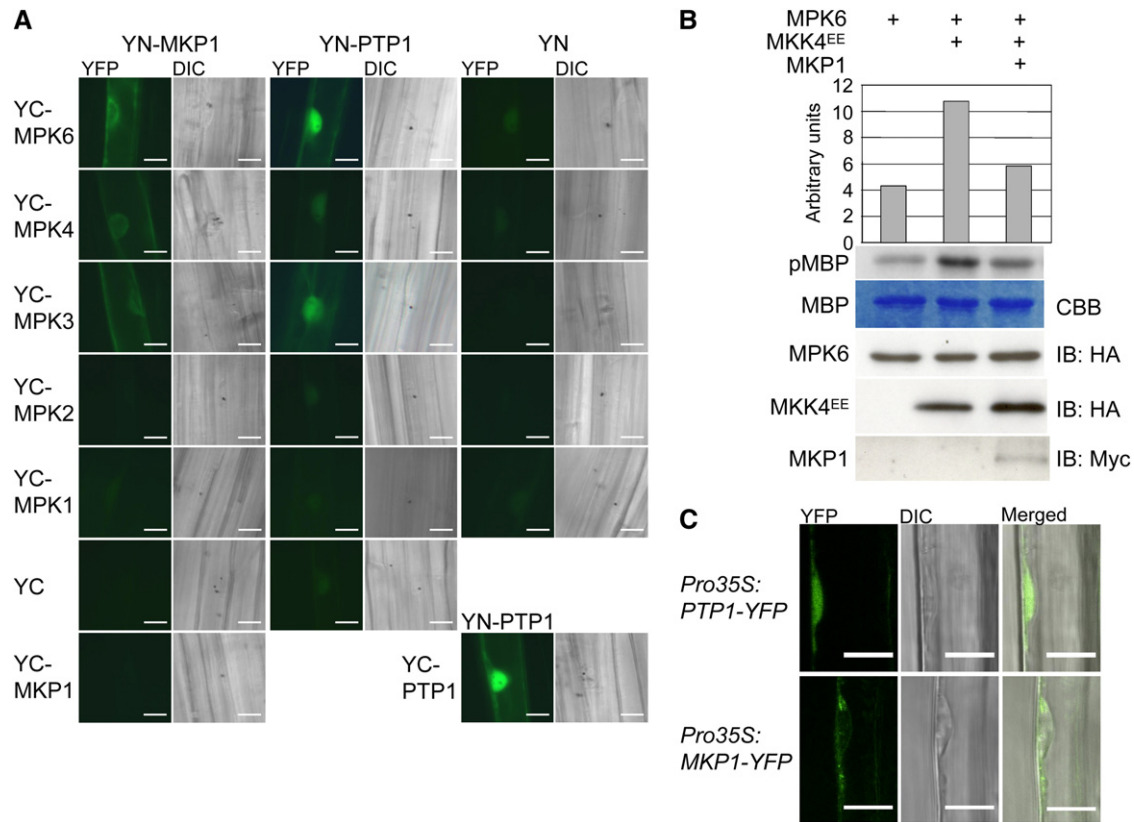 A
YN-MKP1 YN-PTP1 YN
YFP DIC YFP DIC YFP DIC
YC-
MPK6
YC-
MPK4
YC-
MPK3
YC-
MPK2
YC-
MPK1
YC
YC-
MKP1
YN-PTP1
YC-
PTP1
B
MPK6 + + +
MKK4EE + +
MKP1 +
Arbitrary units
12
10
8
6
4
2
0
pMBP
MBP CBB
MPK6 IB: HA
MKK4EE IB: HA
MKP1 IB: Myc
C
YFP DIC Merged
Pro35S:
PTP1-YFP
Pro35S:
MKP1-YFP